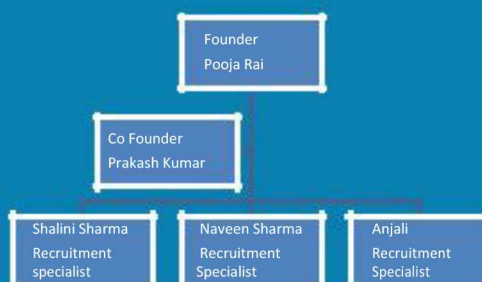 Founder
Pooja Rai
Co Founder
Prakash Kumar
Shalini Sharma
Recruitment
specialist
Naveen Sharma
Recruitment
Specialist
Anjali
Recruitment
Specialist